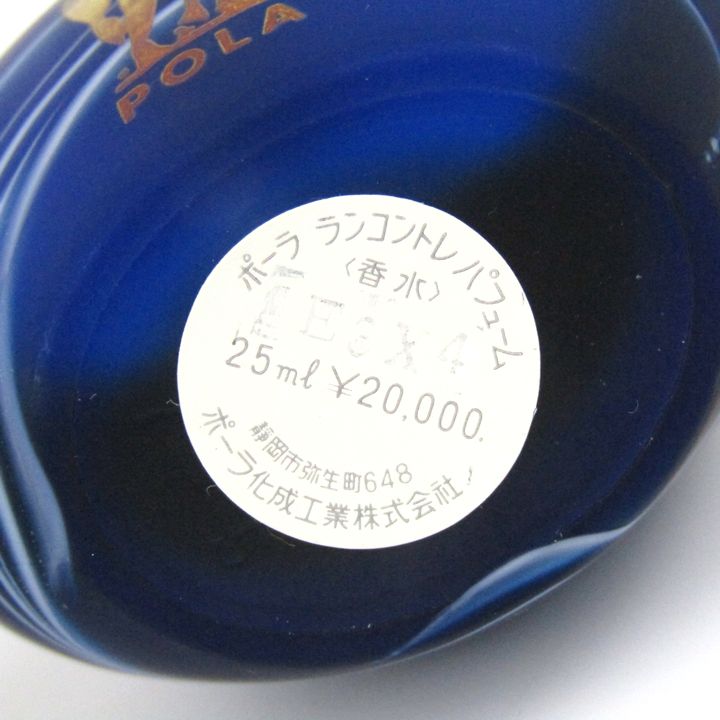 POLA
ポーラ ランコントレ パフューム
〈香水〉
25ml ¥20,000.
静岡市弥生町648
ポーラ化成工業株式会社